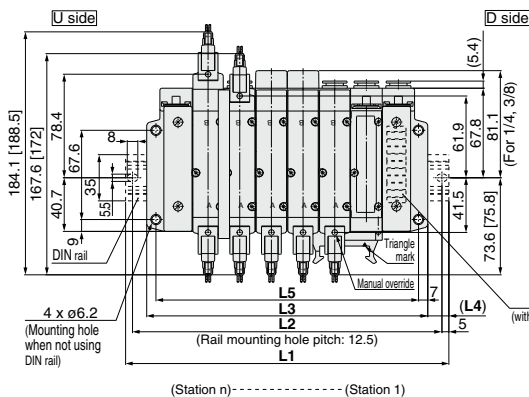 U side
D side
184.1 [188.5]
167.6 [172]
78.4
67.6
8
35
5.5
40.7
9
(5.4)
61.9
67.8
81.1
(For 1/4, 3/8)
41.5
73.6 [75.8]
DIN rail
Triangle
mark
Manual override
(with
4 x ø6.2
(Mounting hole
when not using
DIN rail)
L5
7
L3
(L4)
L2
5
(Rail mounting hole pitch: 12.5)
L1
(Station n)
(Station 1)